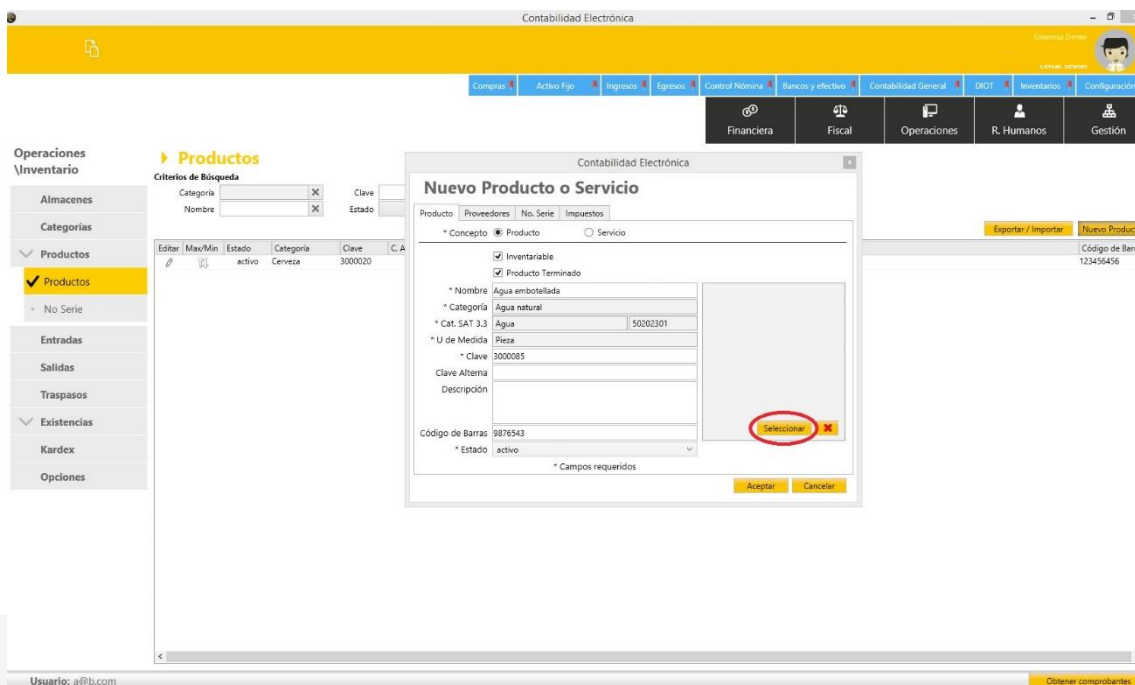 Contabilidad Electrónica
Empresa Demo
Cerrar Sesión
Compras Activo Fijo Ingresos Egresos Control Nómina Bancos y efectivo Contabilidad General DIOT Inventarios Configuración
Financiera Fiscal Operaciones R. Humanos Gestión
Operaciones
\Inventario
Almacenes
Categorías
Productos
Productos
No Serie
Entradas
Salidas
Traspasos
Existencias
Kardex
Opciones
Productos
Criterios de Búsqueda
Categoría Clave
Nombre Estado
Exportar / Importar Nuevo Produc
Editar Max/Min Estado Categoría Clave C. A Código de Bar
activo Cerveza 3000020 123456456
Contabilidad Electrónica
Nuevo Producto o Servicio
Producto Proveedores No. Serie Impuestos
* Concepto Producto Servicio
Inventariable
Producto Terminado
* Nombre Agua embotellada
* Categoría Agua natural
* Cat. SAT 3.3 Agua 50202301
* U de Medida Pieza
* Clave 3000085
Clave Alterna
Descripción
Seleccionar
Código de Barras 9876543
* Estado activo
* Campos requeridos
Aceptar Cancelar
Usuario: a@b.com Obtener comprobantes